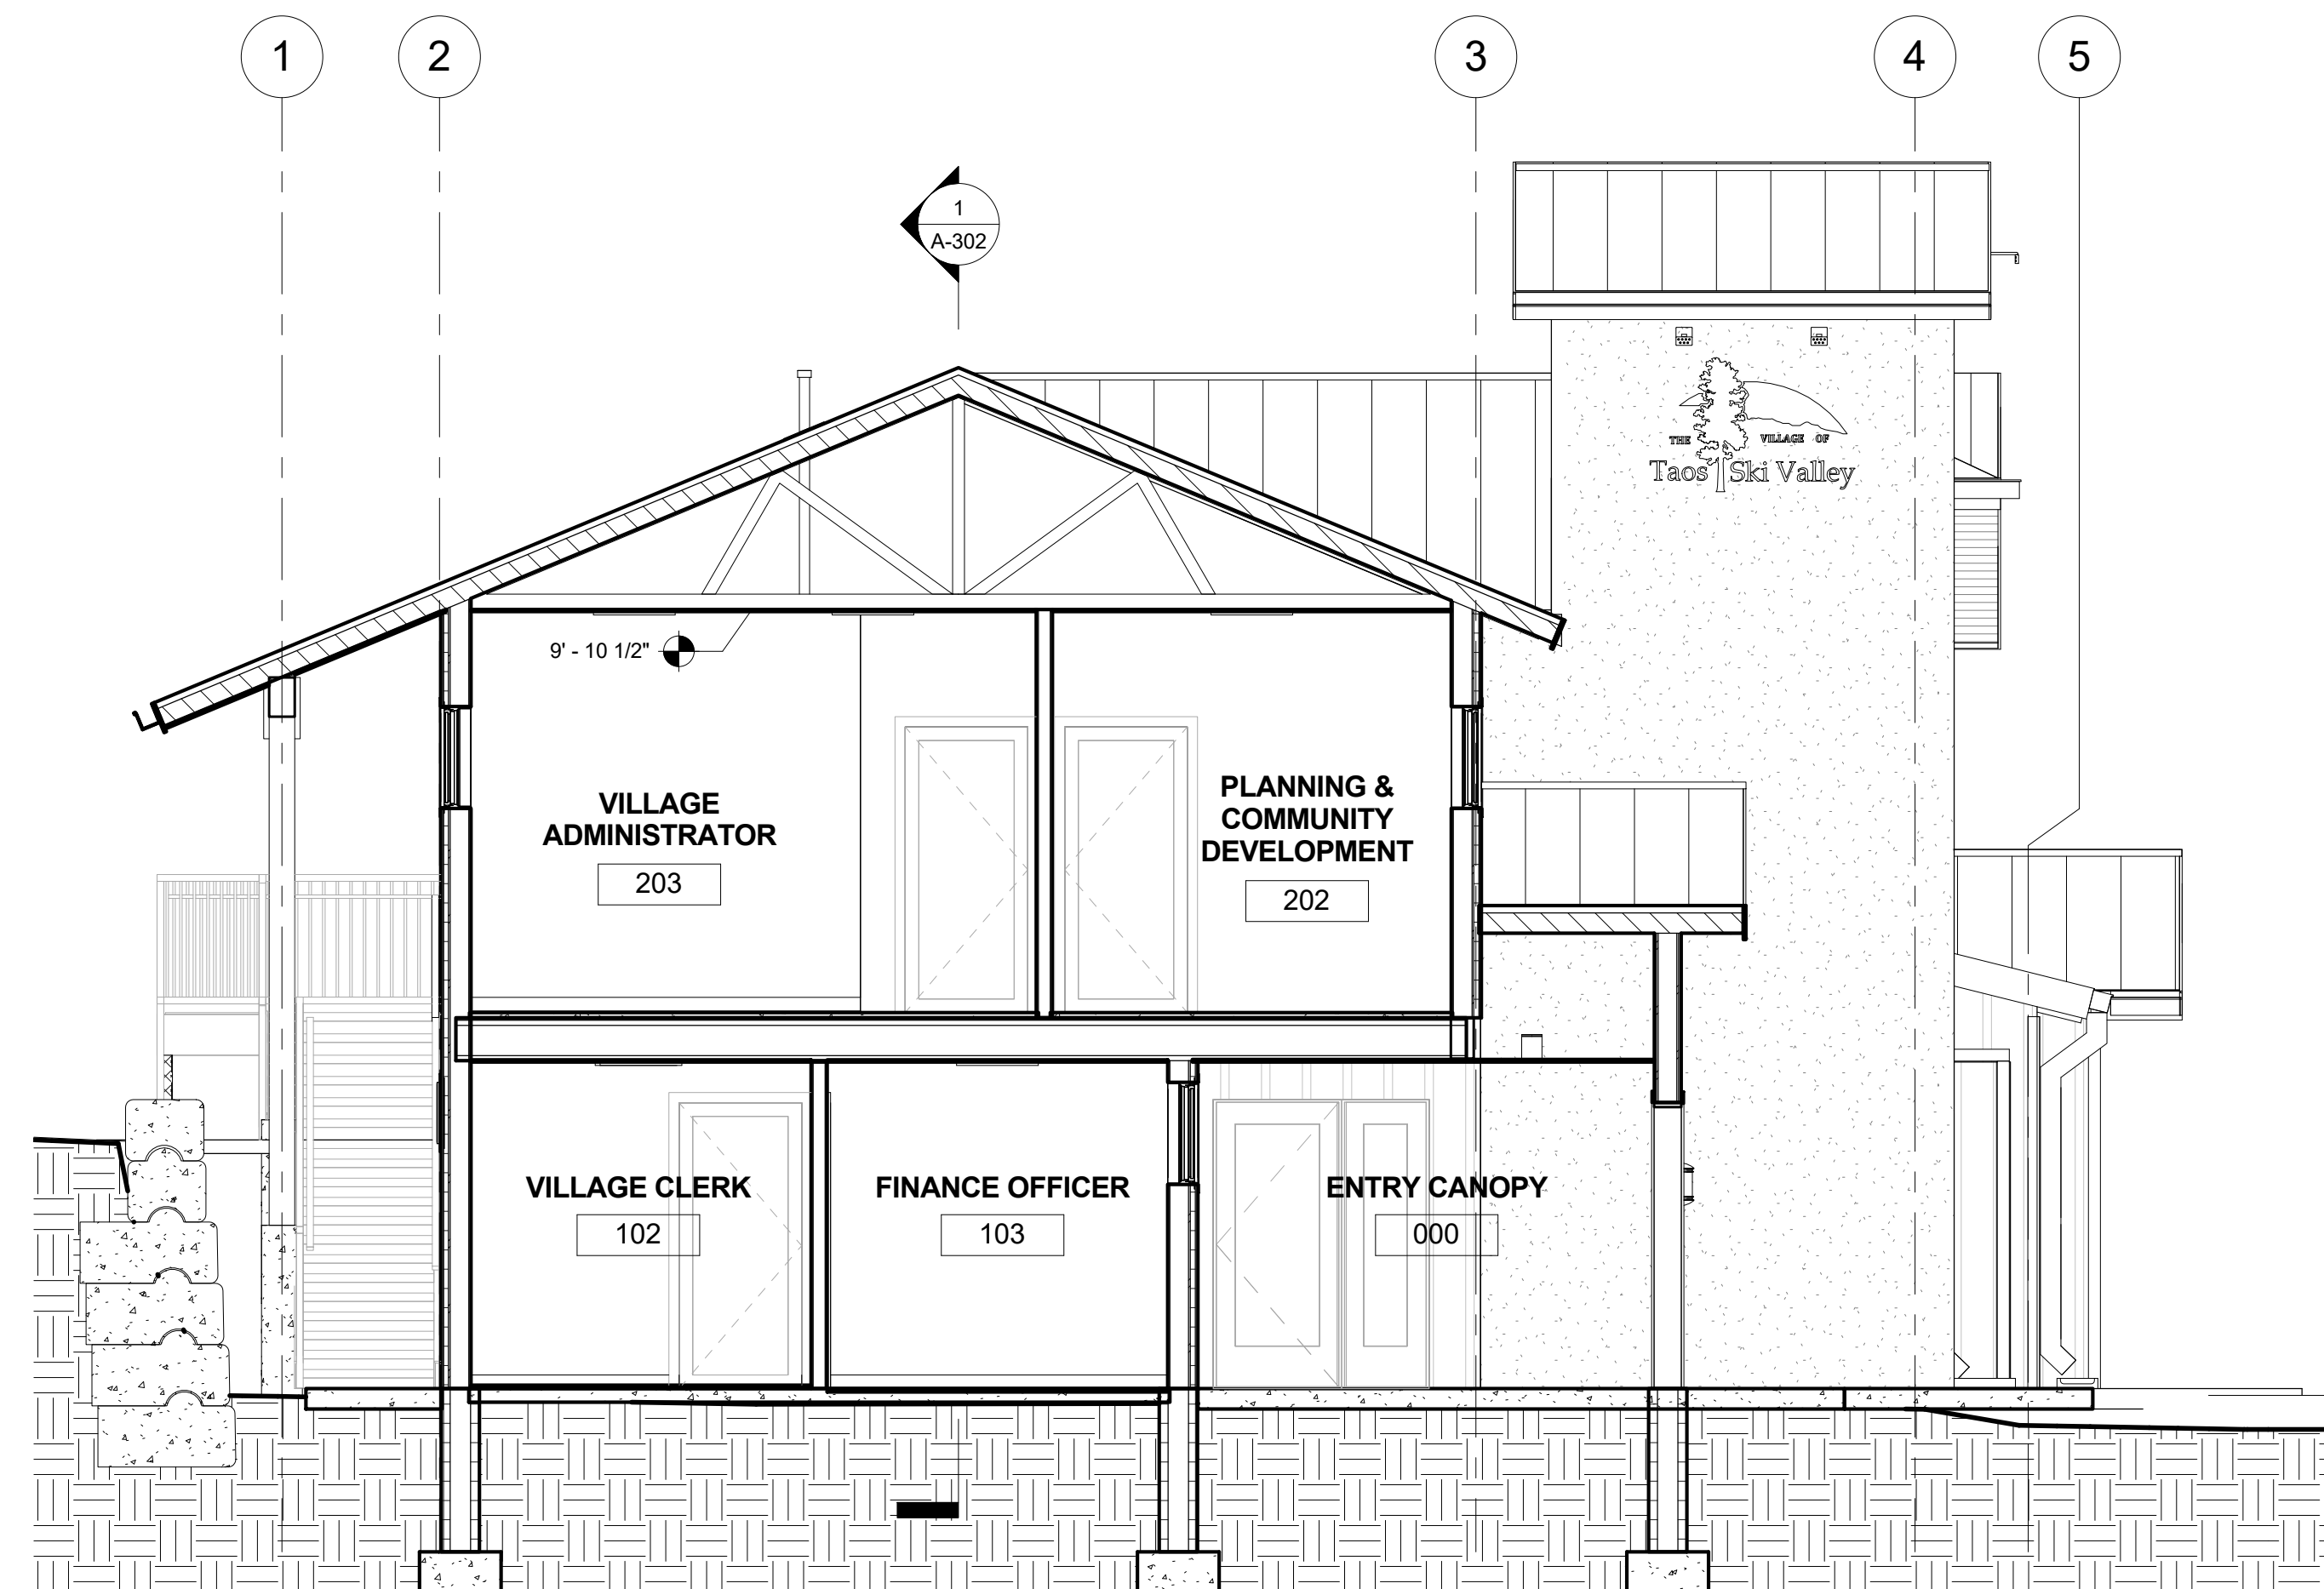 1
2
3
4
5
1
A-302
THE VILLAGE OF
Taos Ski Valley
9' - 10 1/2"
VILLAGE
ADMINISTRATOR
203
PLANNING &
COMMUNITY
DEVELOPMENT
202
VILLAGE CLERK
102
FINANCE OFFICER
103
ENTRY CANOPY
000